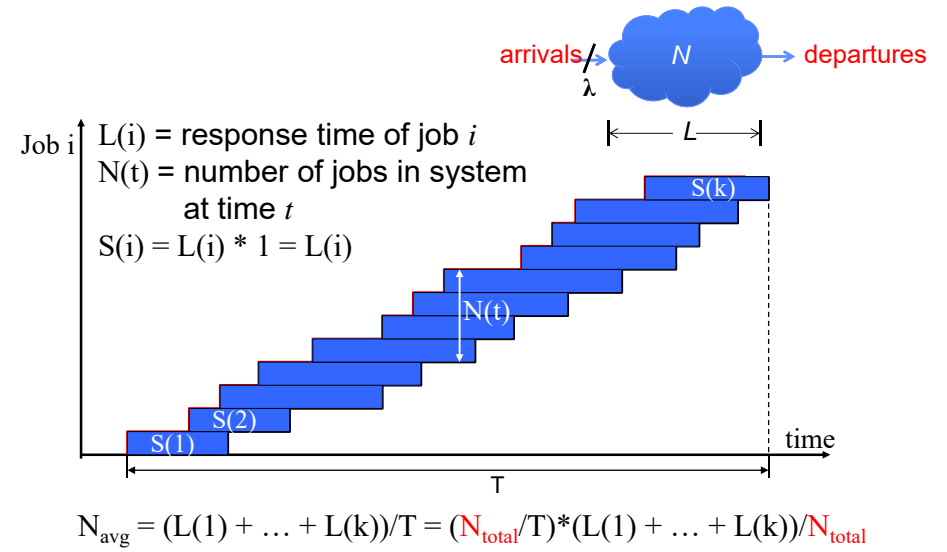 arrivals N departures
λ
L
Job i
L(i) = response time of job i
N(t) = number of jobs in system
at time t
S(i) = L(i) * 1 = L(i)
S(k)
N(t)
S(2)
S(1)
time
T
N_avg = (L(1) + … + L(k))/T = (N_total/T)*(L(1) + … + L(k))/N_total